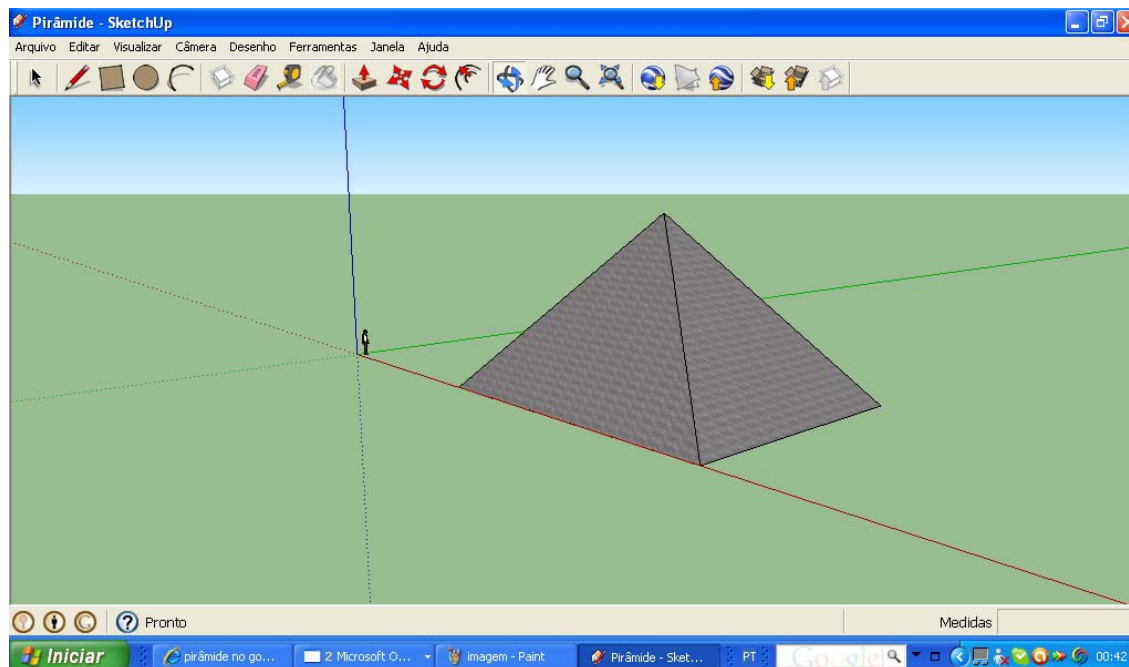 Pirâmide - SketchUp
Arquivo Editar Visualizar Câmera Desenho Ferramentas Janela Ajuda
Pronto
Medidas
Iniciar
pirâmide no go...
2 Microsoft O...
imagem - Paint
Pirâmide - Sket...
PT
Google
00:42